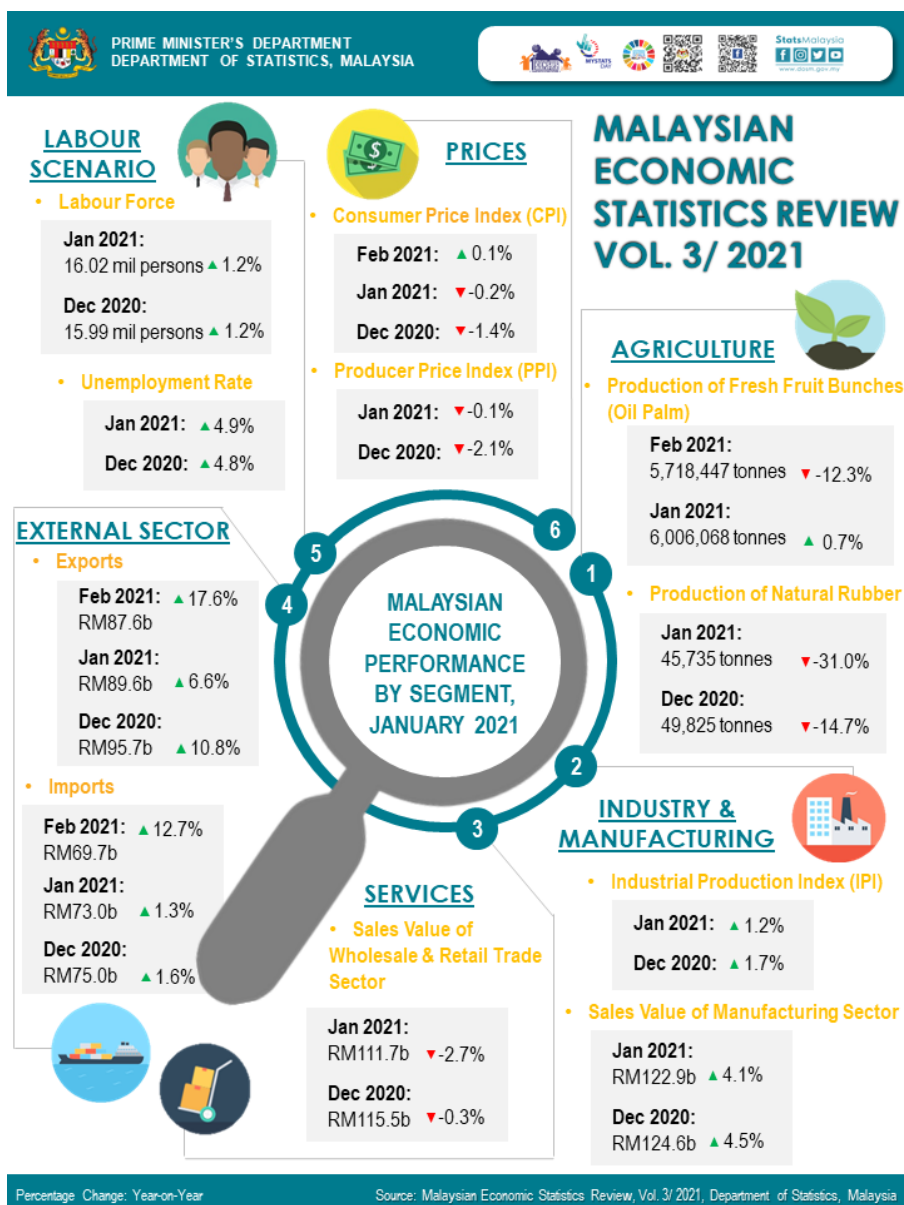 PRIME MINISTER'S DEPARTMENT
DEPARTMENT OF STATISTICS, MALAYSIA
MYSTATS
DAY
StatsMalaysia
www.dosm.gov.my
MALAYSIAN
ECONOMIC
STATISTICS REVIEW
VOL. 3/ 2021
LABOUR
SCENARIO
• Labour Force
Jan 2021:
16.02 mil persons ▲ 1.2%
Dec 2020:
15.99 mil persons ▲ 1.2%
• Unemployment Rate
Jan 2021: ▲ 4.9%
Dec 2020: ▲ 4.8%
PRICES
• Consumer Price Index (CPI)
Feb 2021: ▲ 0.1%
Jan 2021: ▼ -0.2%
Dec 2020: ▼ -1.4%
• Producer Price Index (PPI)
Jan 2021: ▼ -0.1%
Dec 2020: ▼ -2.1%
AGRICULTURE
• Production of Fresh Fruit Bunches
(Oil Palm)
Feb 2021:
5,718,447 tonnes ▼ -12.3%
Jan 2021:
6,006,068 tonnes ▲ 0.7%
• Production of Natural Rubber
Jan 2021:
45,735 tonnes ▼ -31.0%
Dec 2020:
49,825 tonnes ▼ -14.7%
EXTERNAL SECTOR
• Exports
Feb 2021: ▲ 17.6%
RM87.6b
Jan 2021:
RM89.6b ▲ 6.6%
Dec 2020:
RM95.7b ▲ 10.8%
• Imports
Feb 2021: ▲ 12.7%
RM69.7b
Jan 2021:
RM73.0b ▲ 1.3%
Dec 2020:
RM75.0b ▲ 1.6%
6
5
1
4
2
3
MALAYSIAN
ECONOMIC
PERFORMANCE
BY SEGMENT,
JANUARY 2021
INDUSTRY &
MANUFACTURING
• Industrial Production Index (IPI)
Jan 2021: ▲ 1.2%
Dec 2020: ▲ 1.7%
• Sales Value of Manufacturing Sector
Jan 2021:
RM122.9b ▲ 4.1%
Dec 2020:
RM124.6b ▲ 4.5%
SERVICES
• Sales Value of
Wholesale & Retail Trade
Sector
Jan 2021:
RM111.7b ▼ -2.7%
Dec 2020:
RM115.5b ▼ -0.3%
Percentage Change: Year-on-Year
Source: Malaysian Economic Statistics Review, Vol. 3/ 2021, Department of Statistics, Malaysia